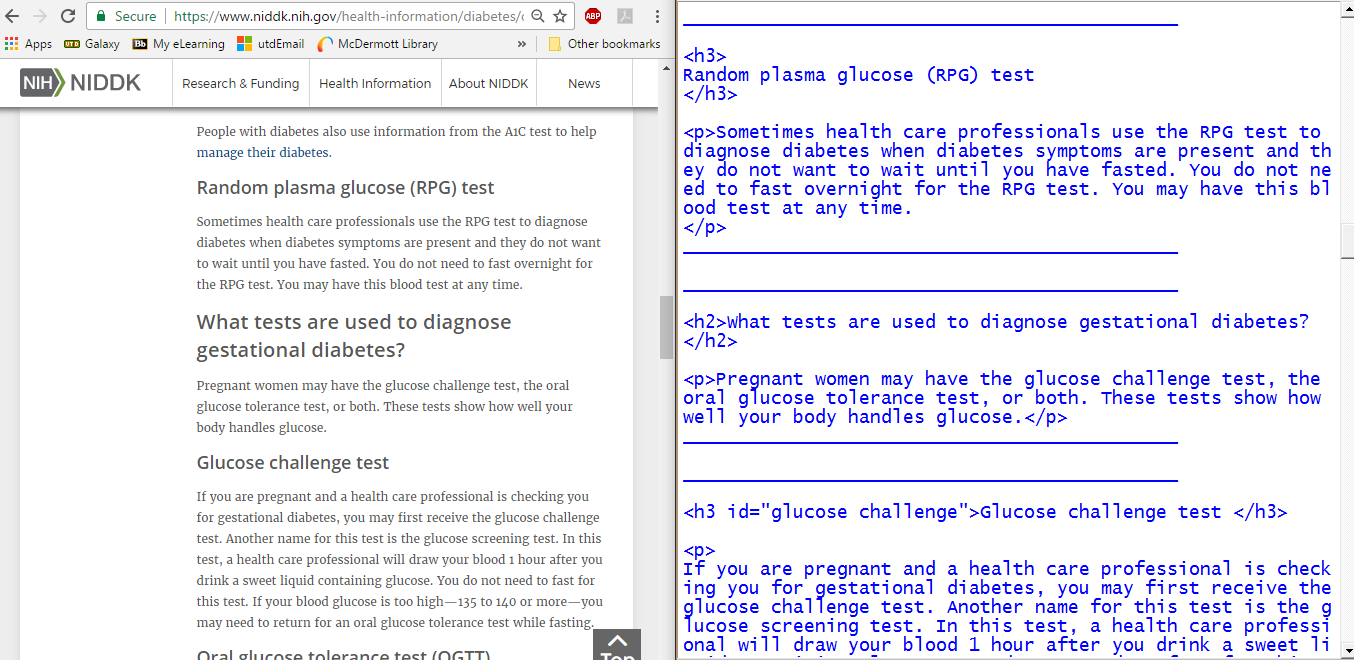 Secure https://www.niddk.nih.gov/health-information/diabetes/
ABP
Apps UTD Galaxy Bb My eLearning utdEmail McDermott Library » Other bookmarks
NIH NIDDK Research & Funding Health Information About NIDDK News
People with diabetes also use information from the A1C test to help
manage their diabetes.
Random plasma glucose (RPG) test
Sometimes health care professionals use the RPG test to diagnose
diabetes when diabetes symptoms are present and they do not want
to wait until you have fasted. You do not need to fast overnight for
the RPG test. You may have this blood test at any time.
What tests are used to diagnose
gestational diabetes?
Pregnant women may have the glucose challenge test, the oral
glucose tolerance test, or both. These tests show how well your
body handles glucose.
Glucose challenge test
If you are pregnant and a health care professional is checking you
for gestational diabetes, you may first receive the glucose challenge
test. Another name for this test is the glucose screening test. In this
test, a health care professional will draw your blood 1 hour after you
drink a sweet liquid containing glucose. You do not need to fast for
this test. If your blood glucose is too high—135 to 140 or more—you
may need to return for an oral glucose tolerance test while fasting.
Oral glucose tolerance test (OGTT)
Top
<h3>
Random plasma glucose (RPG) test
</h3>
<p>Sometimes health care professionals use the RPG test to
diagnose diabetes when diabetes symptoms are present and th
ey do not want to wait until you have fasted. You do not ne
ed to fast overnight for the RPG test. You may have this bl
ood test at any time.
</p>
<h2>What tests are used to diagnose gestational diabetes?
</h2>
<p>Pregnant women may have the glucose challenge test, the
oral glucose tolerance test, or both. These tests show how
well your body handles glucose.</p>
<h3 id="glucose challenge">Glucose challenge test </h3>
<p>
If you are pregnant and a health care professional is check
ing you for gestational diabetes, you may first receive the
glucose challenge test. Another name for this test is the g
lucose screening test. In this test, a health care professi
onal will draw your blood 1 hour after you drink a sweet li